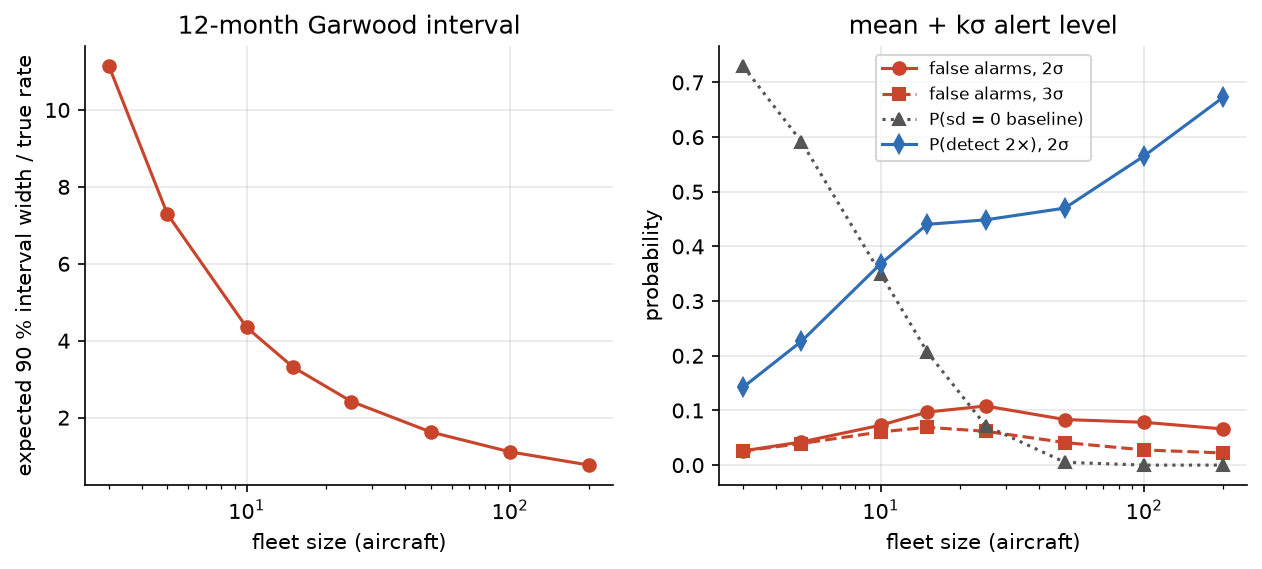 12-month Garwood interval
expected 90 % interval width / true rate
10
8
6
4
2
10¹
10²
fleet size (aircraft)
mean + kσ alert level
probability
0.7
0.6
0.5
0.4
0.3
0.2
0.1
0.0
false alarms, 2σ
false alarms, 3σ
P(sd = 0 baseline)
P(detect 2×), 2σ
10¹
10²
fleet size (aircraft)